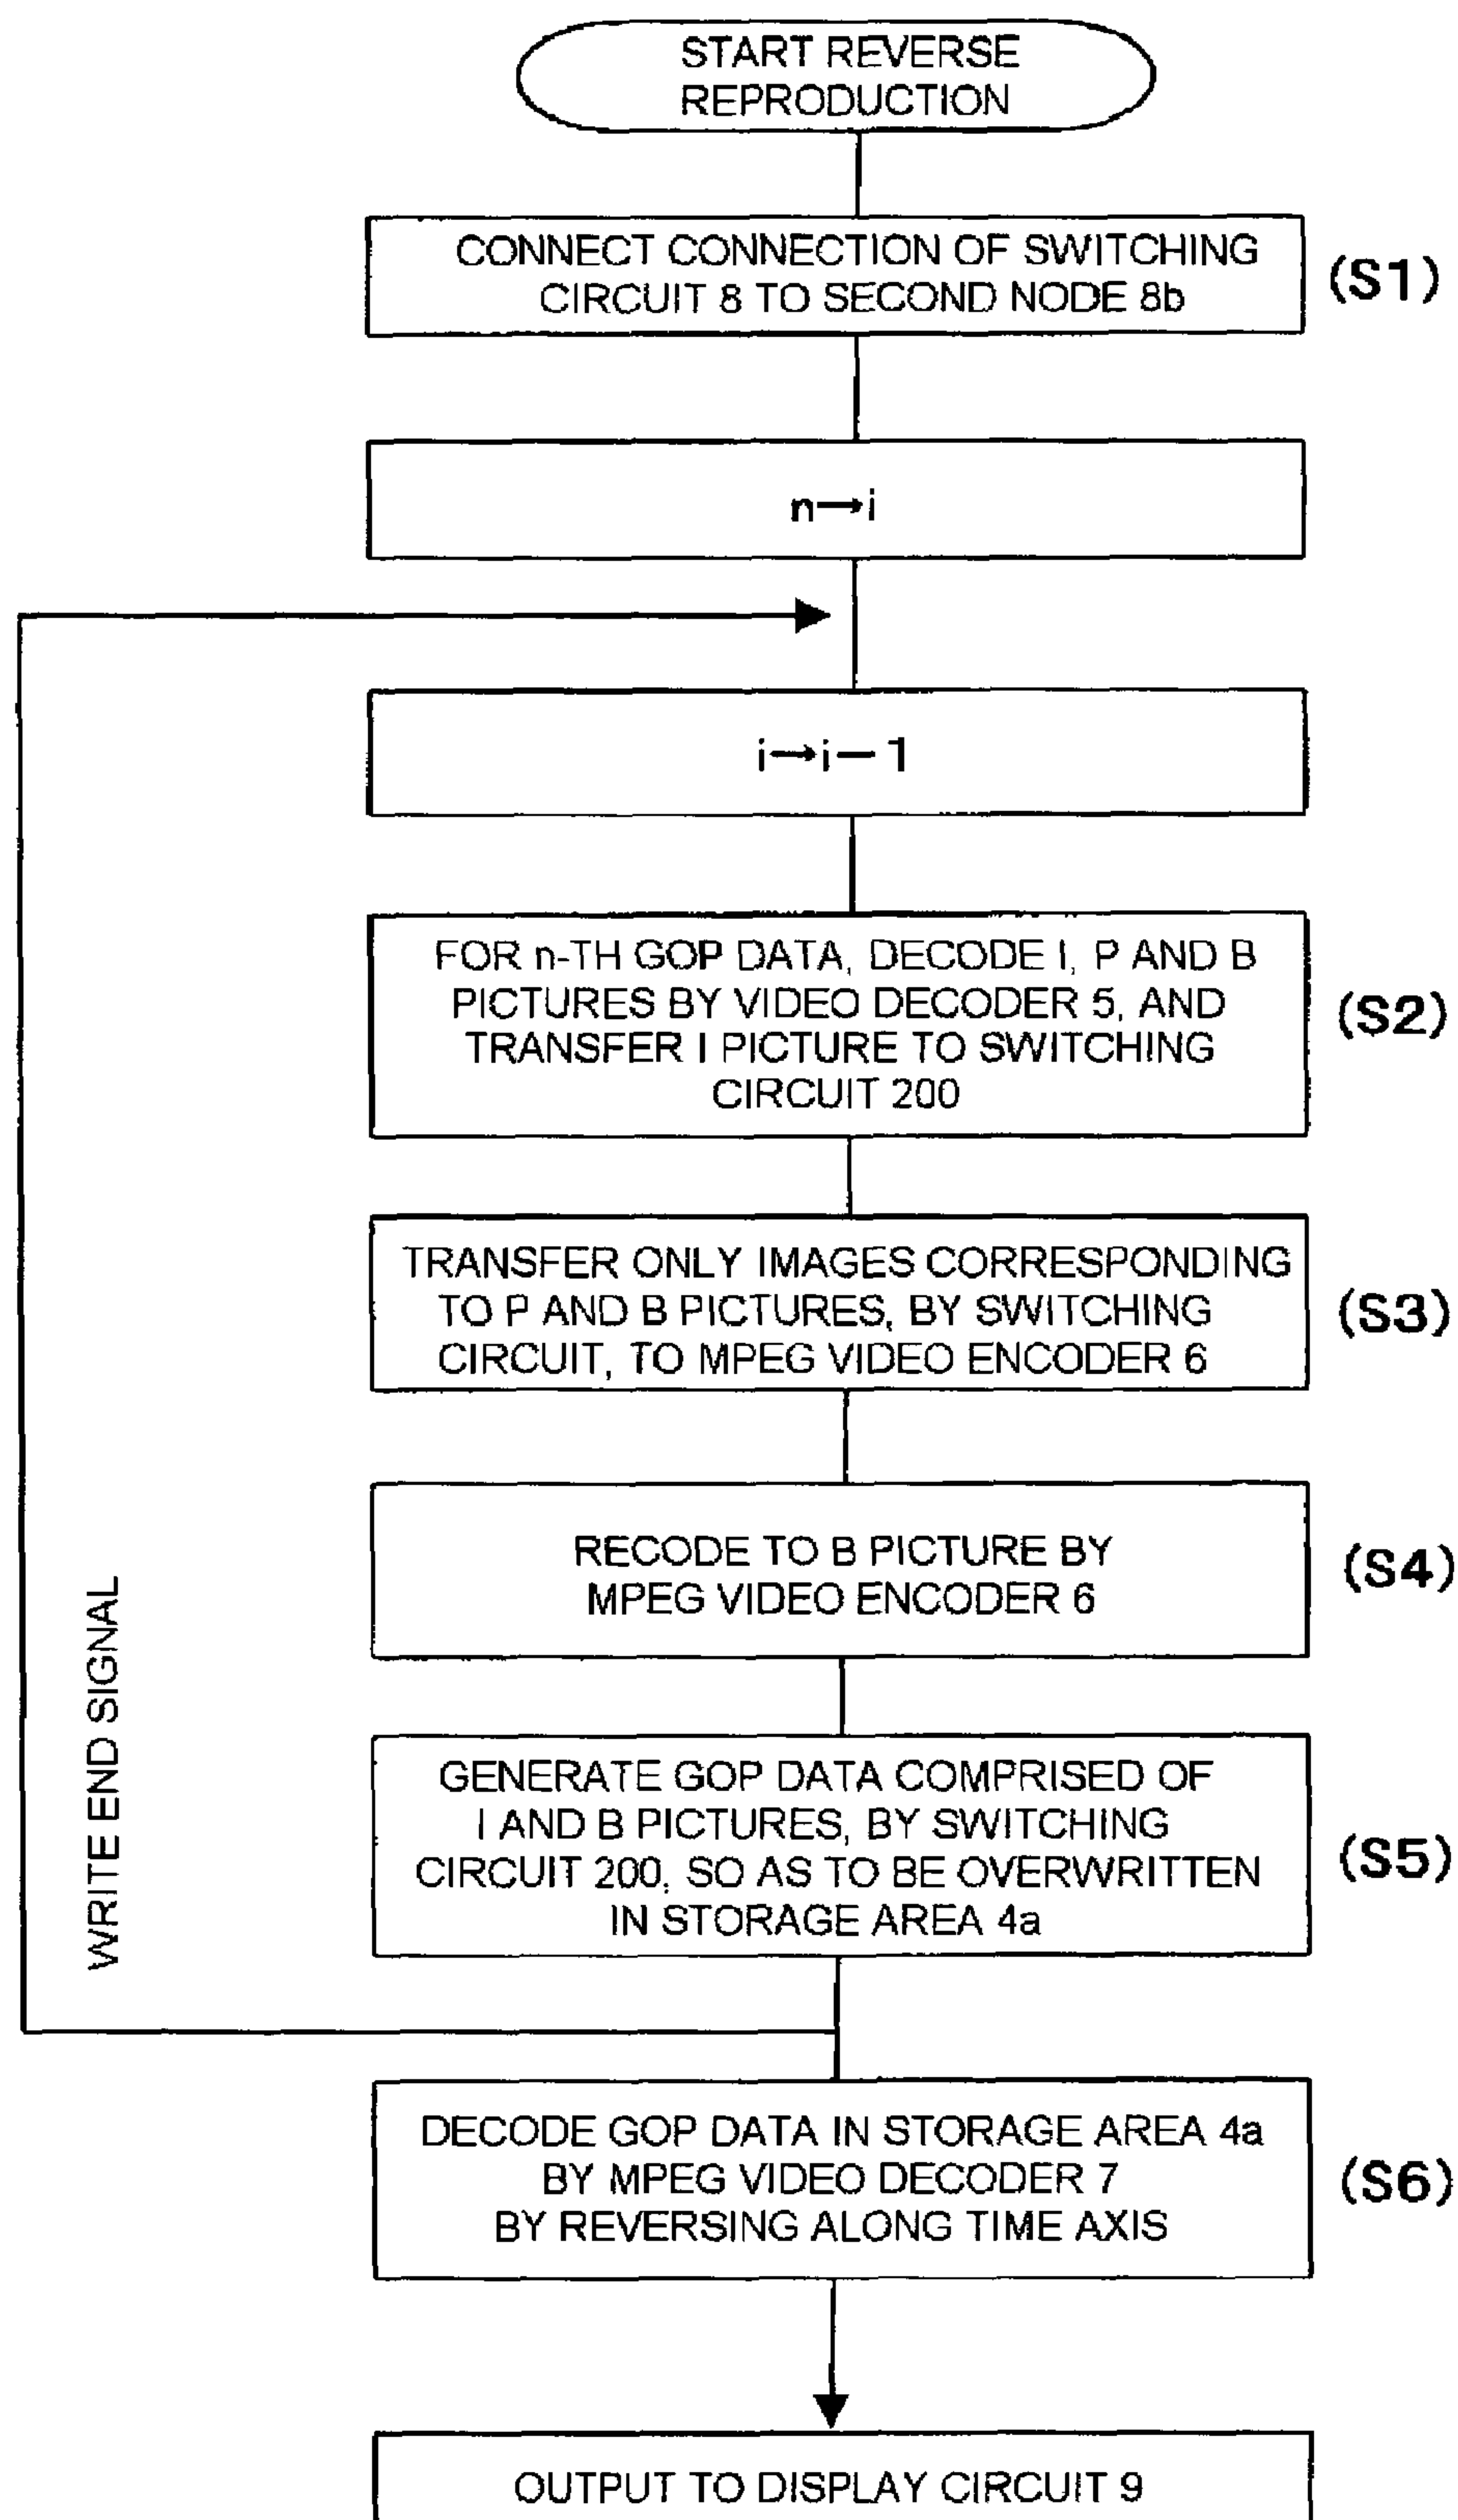 START REVERSE
REPRODUCTION
CONNECT CONNECTION OF SWITCHING
CIRCUIT 8 TO SECOND NODE 8b
(S1)
n→i
i→i−1
FOR n-TH GOP DATA, DECODE I, P AND B
PICTURES BY VIDEO DECODER 5, AND
TRANSFER I PICTURE TO SWITCHING
CIRCUIT 200
(S2)
TRANSFER ONLY IMAGES CORRESPONDING
TO P AND B PICTURES, BY SWITCHING
CIRCUIT, TO MPEG VIDEO ENCODER 6
(S3)
RECODE TO B PICTURE BY
MPEG VIDEO ENCODER 6
(S4)
WRITE END SIGNAL
GENERATE GOP DATA COMPRISED OF
I AND B PICTURES, BY SWITCHING
CIRCUIT 200, SO AS TO BE OVERWRITTEN
IN STORAGE AREA 4a
(S5)
DECODE GOP DATA IN STORAGE AREA 4a
BY MPEG VIDEO DECODER 7
BY REVERSING ALONG TIME AXIS
(S6)
OUTPUT TO DISPLAY CIRCUIT 9